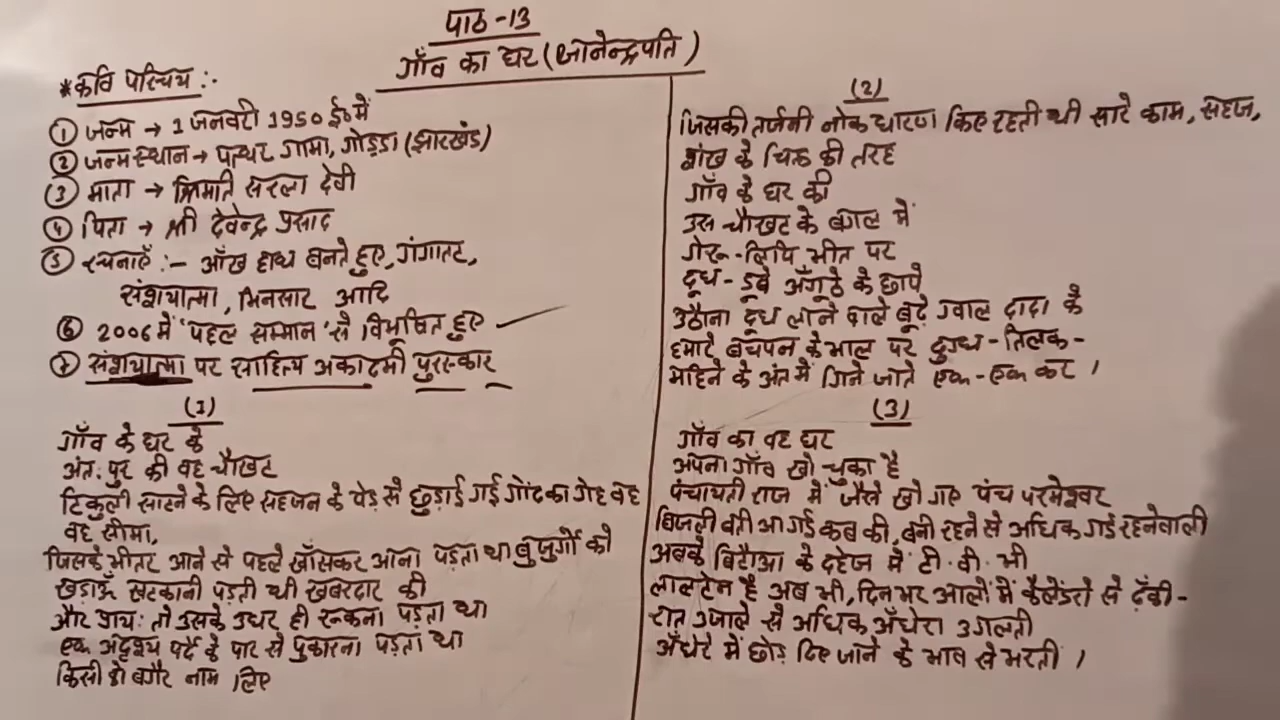 पाठ -13
गाँव का घर (ज्ञानेन्द्रपति)
*कवि परिचय :-
① जन्म → 1 जनवरी 1950 ई० में
② जन्म स्थान → पत्थर गामा, गोड्डा (झारखंड)
③ माता → श्रीमति सरला देवी
④ पिता → श्री देवेन्द्र प्रसाद
⑤ रचनाएँ :- आँख हाथ बनते हुए, गंगातट,
संशयात्मा, भिनसार आदि
⑥ 2006 में 'पहल सम्मान' से विभूषित हुए
⑦ संशयात्मा पर साहित्य अकादमी पुरस्कार
(1)
गाँव के घर के
अंतःपुर की वह चौखट
टिकुली साटने के लिए सहजन के पेड़ से छुड़ाई गई गोंद का गेह वह
वह सीमा,
जिसके भीतर आने से पहले खाँसकर आना पड़ता था बुजुर्गो को
खड़ाऊँ खटकानी पड़ती थी खबरदार की
और प्रायः तो उसके उधर ही रूकना पड़ता था
एक अदृश्य पर्दे के पार से पुकारना पड़ता था
किसी को बगैर नाम लिए
(2)
जिसकी तर्जनी नोक धारण किए रहती थी सारे काम, सहज,
शंख के चिह्न की तरह
गाँव के घर की
उस चौखट के बगल में
गेरू-लिपि भीत पर
दूध-डूबे अँगूठे के छापे
उठौना दूध लाने वाले बूढ़े ग्वाल दादा के
हमारे बचपन के भाल पर दुग्ध-तिलक-
महिने के अंत में गिने जाते एक-एक कर।
(3)
गाँव का वह घर
अपना गाँव खो चुका है
पंचायती राज में जैसे खो गए पंच परमेश्वर
बिजली बत्ती आ गई कब की, बनी रहने से अधिक गई रहनेवाली
अबके बिटौआ के दहेज में टी.वी. भी
लालटेन है अब भी, दिनभर आलों में कैलेंडरों से ढ़ँकी-
रात उजाले से अधिक अँधेरा उगलती
अँधेरे में छोड़ दिए जाने के भाव से भरती।